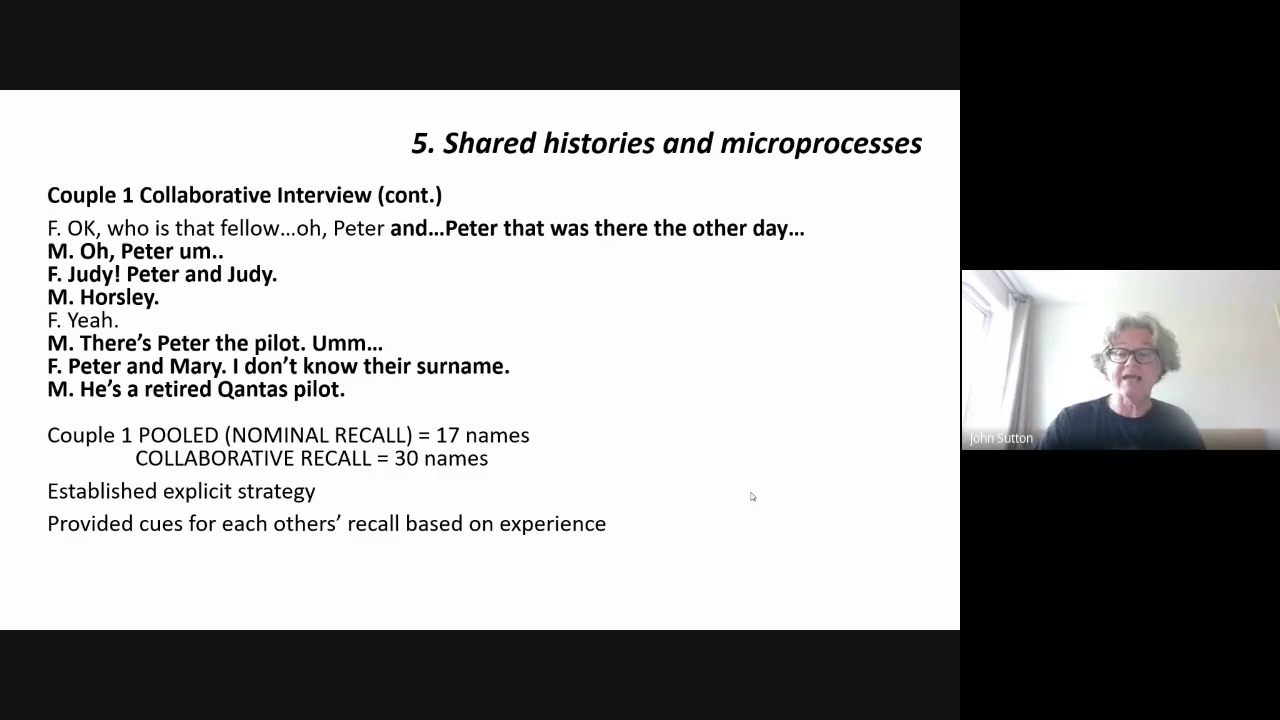 5. Shared histories and microprocesses
Couple 1 Collaborative Interview (cont.)
F. OK, who is that fellow…oh, Peter and…Peter that was there the other day…
M. Oh, Peter um..
F. Judy! Peter and Judy.
M. Horsley.
F. Yeah.
M. There’s Peter the pilot. Umm…
F. Peter and Mary. I don’t know their surname.
M. He’s a retired Qantas pilot.
Couple 1 POOLED (NOMINAL RECALL) = 17 names
COLLABORATIVE RECALL = 30 names
Established explicit strategy
Provided cues for each others’ recall based on experience
John Sutton